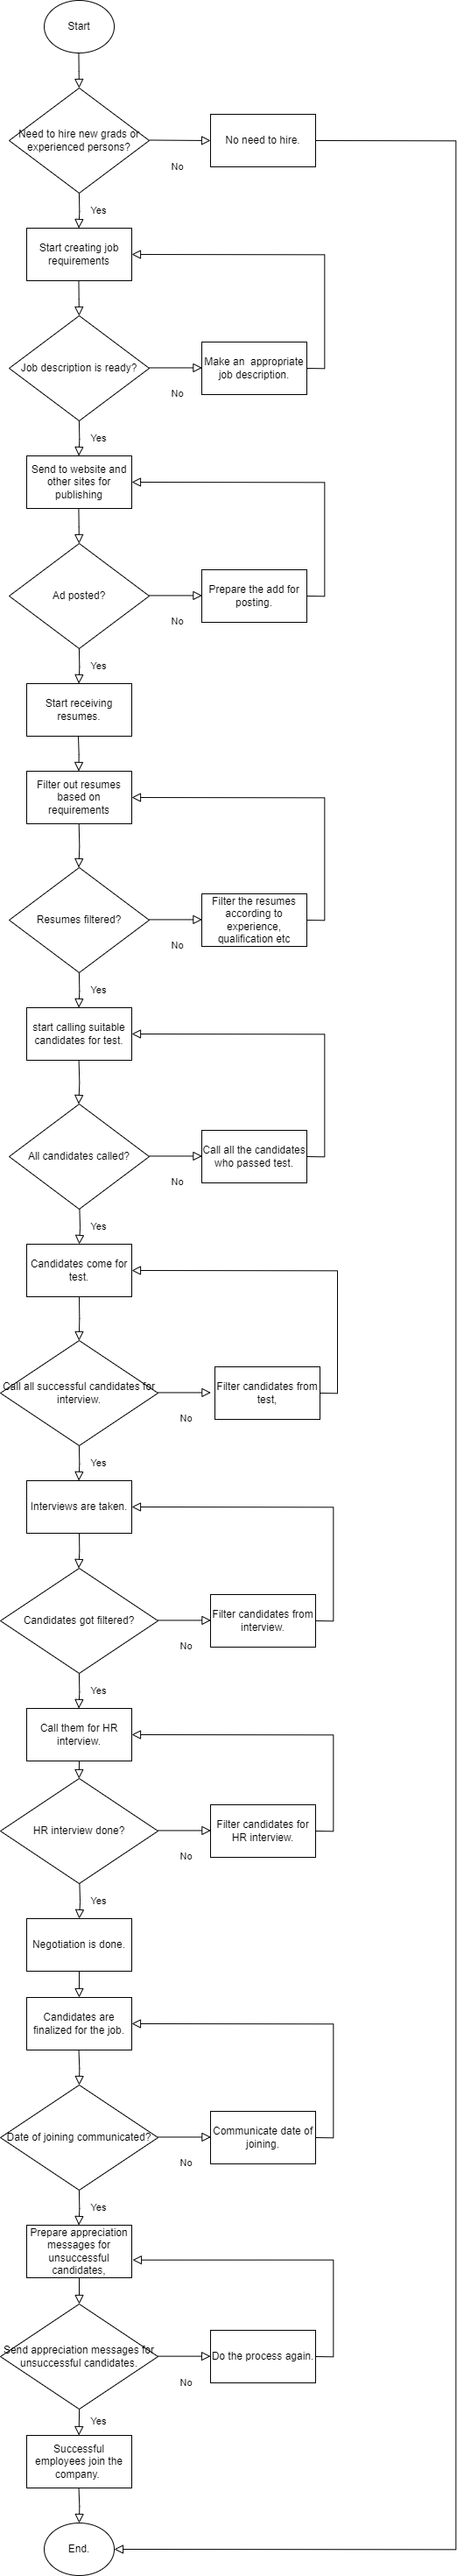 Start
Need to hire new grads or
experienced persons?
No need to hire.
No
Yes
Start creating job
requirements
Job description is ready?
Make an  appropriate
job description.
No
Yes
Send to website and
other sites for
publishing
Ad posted?
Prepare the add for
posting.
No
Yes
Start receiving
resumes.
Filter out resumes
based on
requirements
Resumes filtered?
Filter the resumes
according to
experience,
qualification etc
No
Yes
start calling suitable
candidates for test.
All candidates called?
Call all the candidates
who passed test.
No
Yes
Candidates come for
test.
Call all successful candidates for
interview.
Filter candidates from
test,
No
Yes
Interviews are taken.
Candidates got filtered?
Filter candidates from
interview.
No
Yes
Call them for HR
interview.
HR interview done?
Filter candidates for
HR interview.
No
Yes
Negotiation is done.
Candidates are
finalized for the job.
Date of joining communicated?
Communicate date of
joining.
No
Yes
Prepare appreciation
messages for
unsuccessful
candidates,
Send appreciation messages for
unsuccessful candidates.
Do the process again.
No
Yes
Successful
employees join the
company.
End.